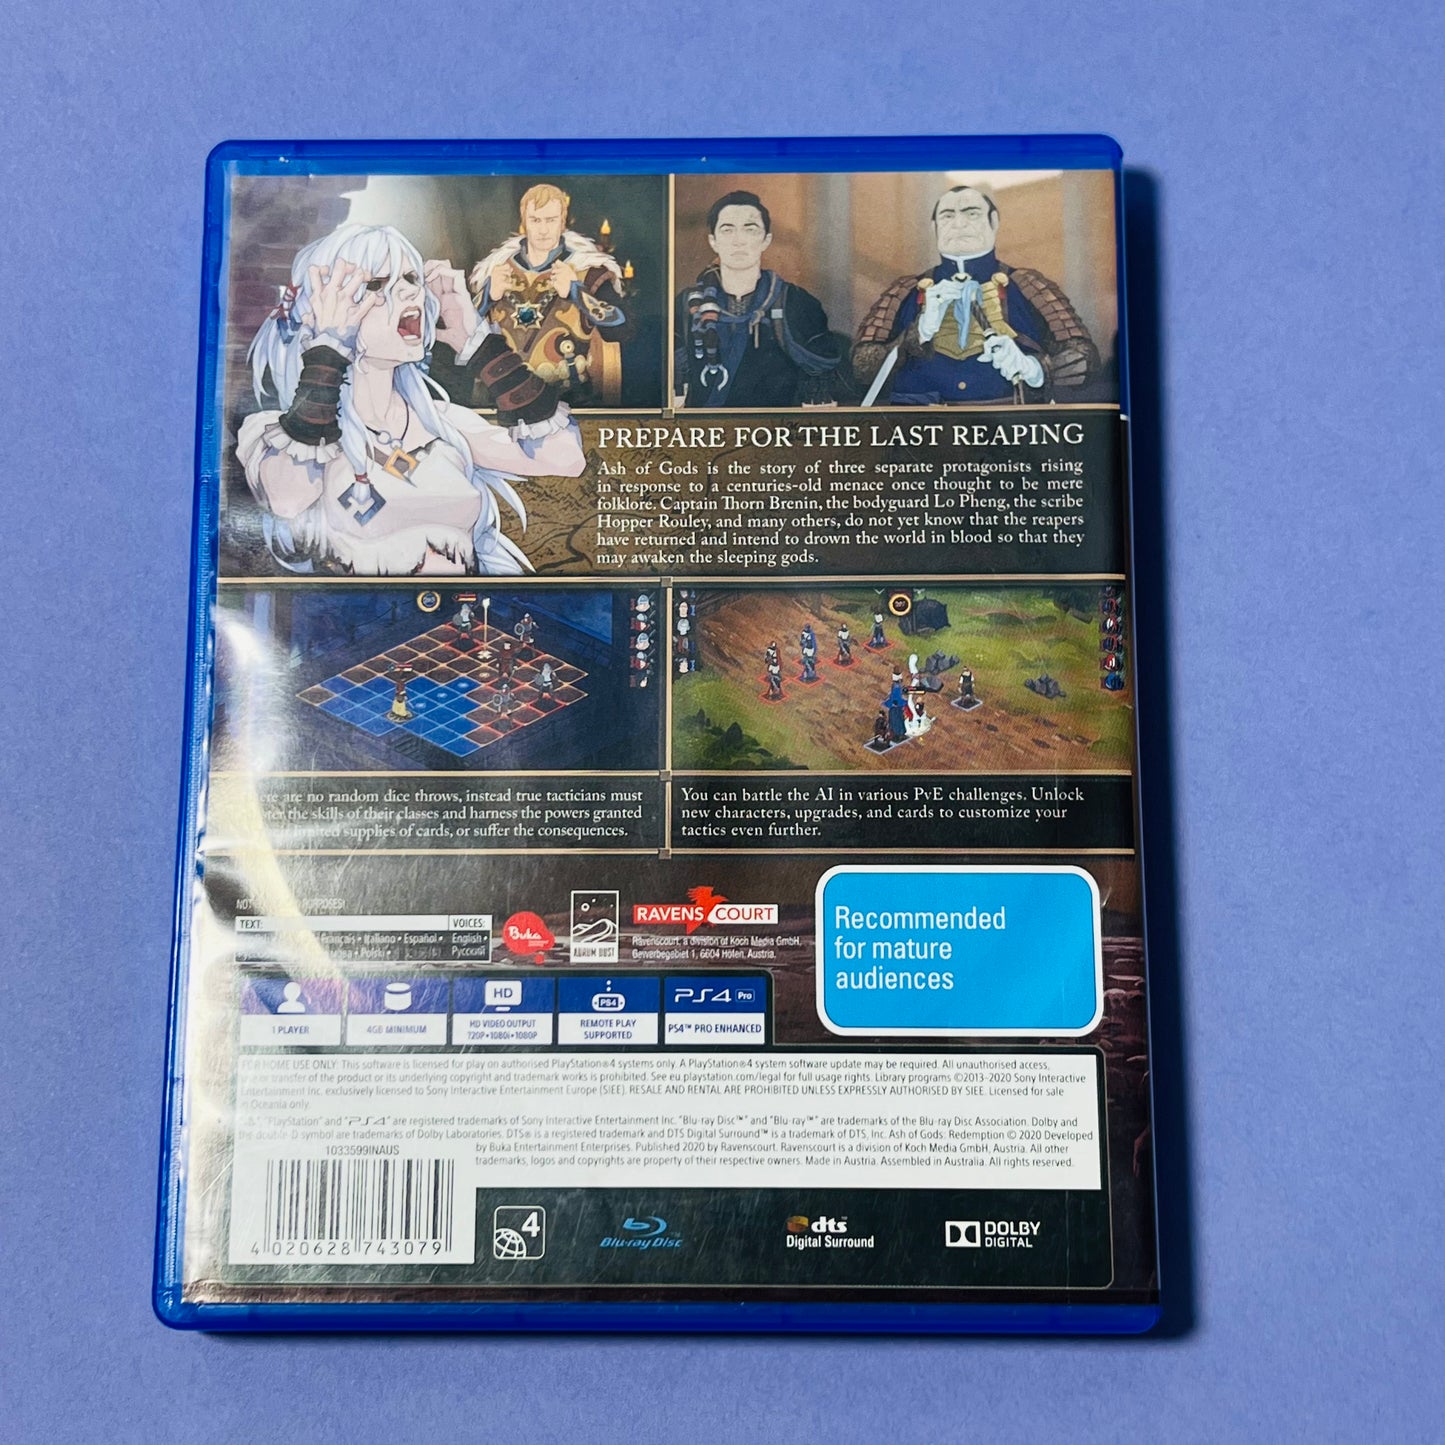 PREPARE FOR THE LAST REAPING
Ash of Gods is the story of three separate protagonists rising
in response to a centuries-old menace once thought to be mere
folklore. Captain Thorn Brenin, the bodyguard Lo Pheng, the scribe
Hopper Rouley, and many others, do not yet know that the reapers
have returned and intend to drown the world in blood so that they
may awaken the sleeping gods.
are no random dice throws, instead true tacticians must
the skills of their classes and harness the powers granted
supplies of cards, or suffer the consequences.
You can battle the AI in various PvE challenges. Unlock
new characters, upgrades, and cards to customize your
tactics even further.
NOT PURPOSES!
TEXT:
Français • Italiano • Español •
Polski •
VOICES:
English •
Русский
Buka
AURUM DUST
RAVENSCOURT
Ravenscourt, a division of Koch Media GmbH,
Gewerbegebiet 1, 6604 Höfen, Austria.
Recommended
for mature
audiences
1 PLAYER
4GB MINIMUM
HD
HD VIDEO OUTPUT
720P•1080i•1080P
PS4
REMOTE PLAY
SUPPORTED
PS4 Pro
PS4™ PRO ENHANCED
FOR HOME USE ONLY: This software is licensed for play on authorised PlayStation®4 systems only. A PlayStation®4 system software update may be required. All unauthorised access,
use or transfer of the product or its underlying copyright and trademark works is prohibited. See eu.playstation.com/legal for full usage rights. Library programs ©2013-2020 Sony Interactive
Entertainment Inc. exclusively licensed to Sony Interactive Entertainment Europe (SIEE). RESALE AND RENTAL ARE PROHIBITED UNLESS EXPRESSLY AUTHORISED BY SIEE. Licensed for sale
in Oceania only.
"PlayStation" and "PS4" are registered trademarks of Sony Interactive Entertainment Inc. "Blu-ray Disc™" and "Blu-ray™" are trademarks of the Blu-ray Disc Association. Dolby and
the double-D symbol are trademarks of Dolby Laboratories. DTS® is a registered trademark and DTS Digital Surround™ is a trademark of DTS, Inc. Ash of Gods: Redemption © 2020 Developed
by Buka Entertainment Enterprises. Published 2020 by Ravenscourt. Ravenscourt is a division of Koch Media GmbH, Austria. All other
trademarks, logos and copyrights are property of their respective owners. Made in Austria. Assembled in Australia. All rights reserved.
1033599INAUS
4 020628 743079
4
Blu-ray Disc™
dts
Digital Surround
DOLBY
DIGITAL